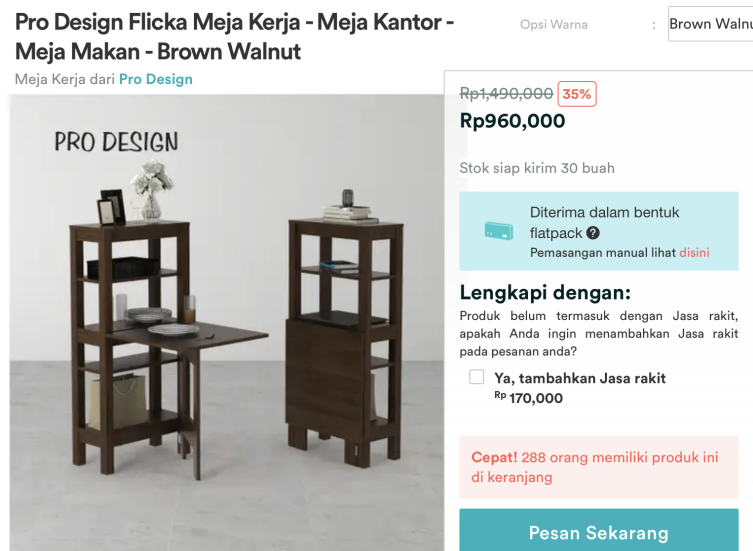 Pro Design Flicka Meja Kerja - Meja Kantor -
Meja Makan - Brown Walnut
Meja Kerja dari Pro Design
Opsi Warna :
PRO DESIGN
Rp1,490,000 35%
Rp960,000
Stok siap kirim 30 buah
Diterima dalam bentuk
flatpack ?
Pemasangan manual lihat disini
Lengkapi dengan:
Produk belum termasuk dengan Jasa rakit,
apakah Anda ingin menambahkan Jasa rakit
pada pesanan anda?
Ya, tambahkan Jasa rakit
Rp 170,000
Cepat! 288 orang memiliki produk ini
di keranjang
Pesan Sekarang